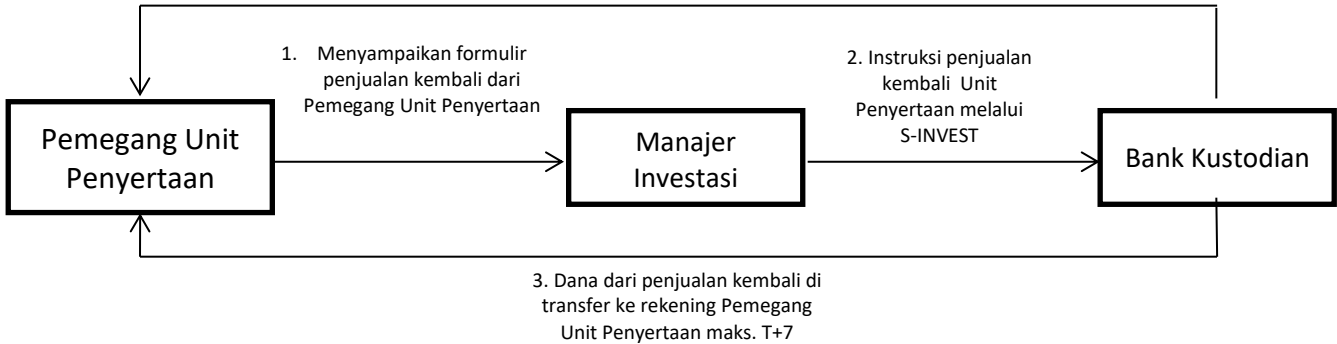 1. Menyampaikan formulir
penjualan kembali dari
Pemegang Unit Penyertaan
2. Instruksi penjualan
kembali Unit
Penyertaan melalui
S-INVEST
Pemegang Unit
Penyertaan
Manajer
Investasi
Bank Kustodian
3. Dana dari penjualan kembali di
transfer ke rekening Pemegang
Unit Penyertaan maks. T+7